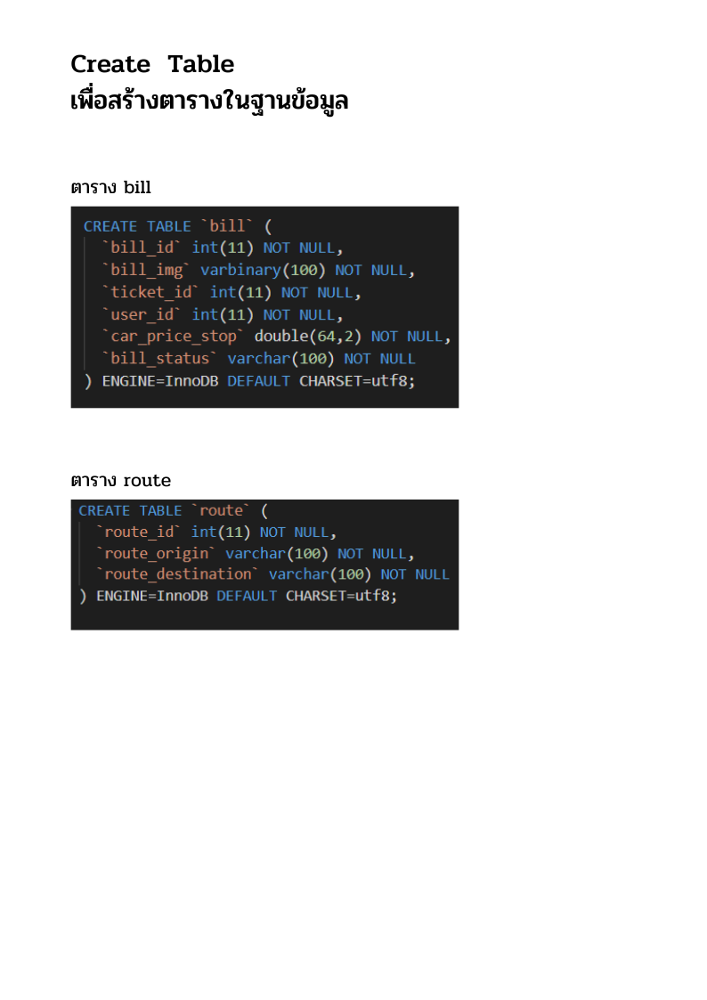 Create Table
เพื่อสร้างตารางในฐานข้อมูล
ตาราง bill
CREATE TABLE `bill` (
`bill_id` int(11) NOT NULL,
`bill_img` varbinary(100) NOT NULL,
`ticket_id` int(11) NOT NULL,
`user_id` int(11) NOT NULL,
`car_price_stop` double(64,2) NOT NULL,
`bill_status` varchar(100) NOT NULL
) ENGINE=InnoDB DEFAULT CHARSET=utf8;
ตาราง route
CREATE TABLE `route` (
`route_id` int(11) NOT NULL,
`route_origin` varchar(100) NOT NULL,
`route_destination` varchar(100) NOT NULL
) ENGINE=InnoDB DEFAULT CHARSET=utf8;